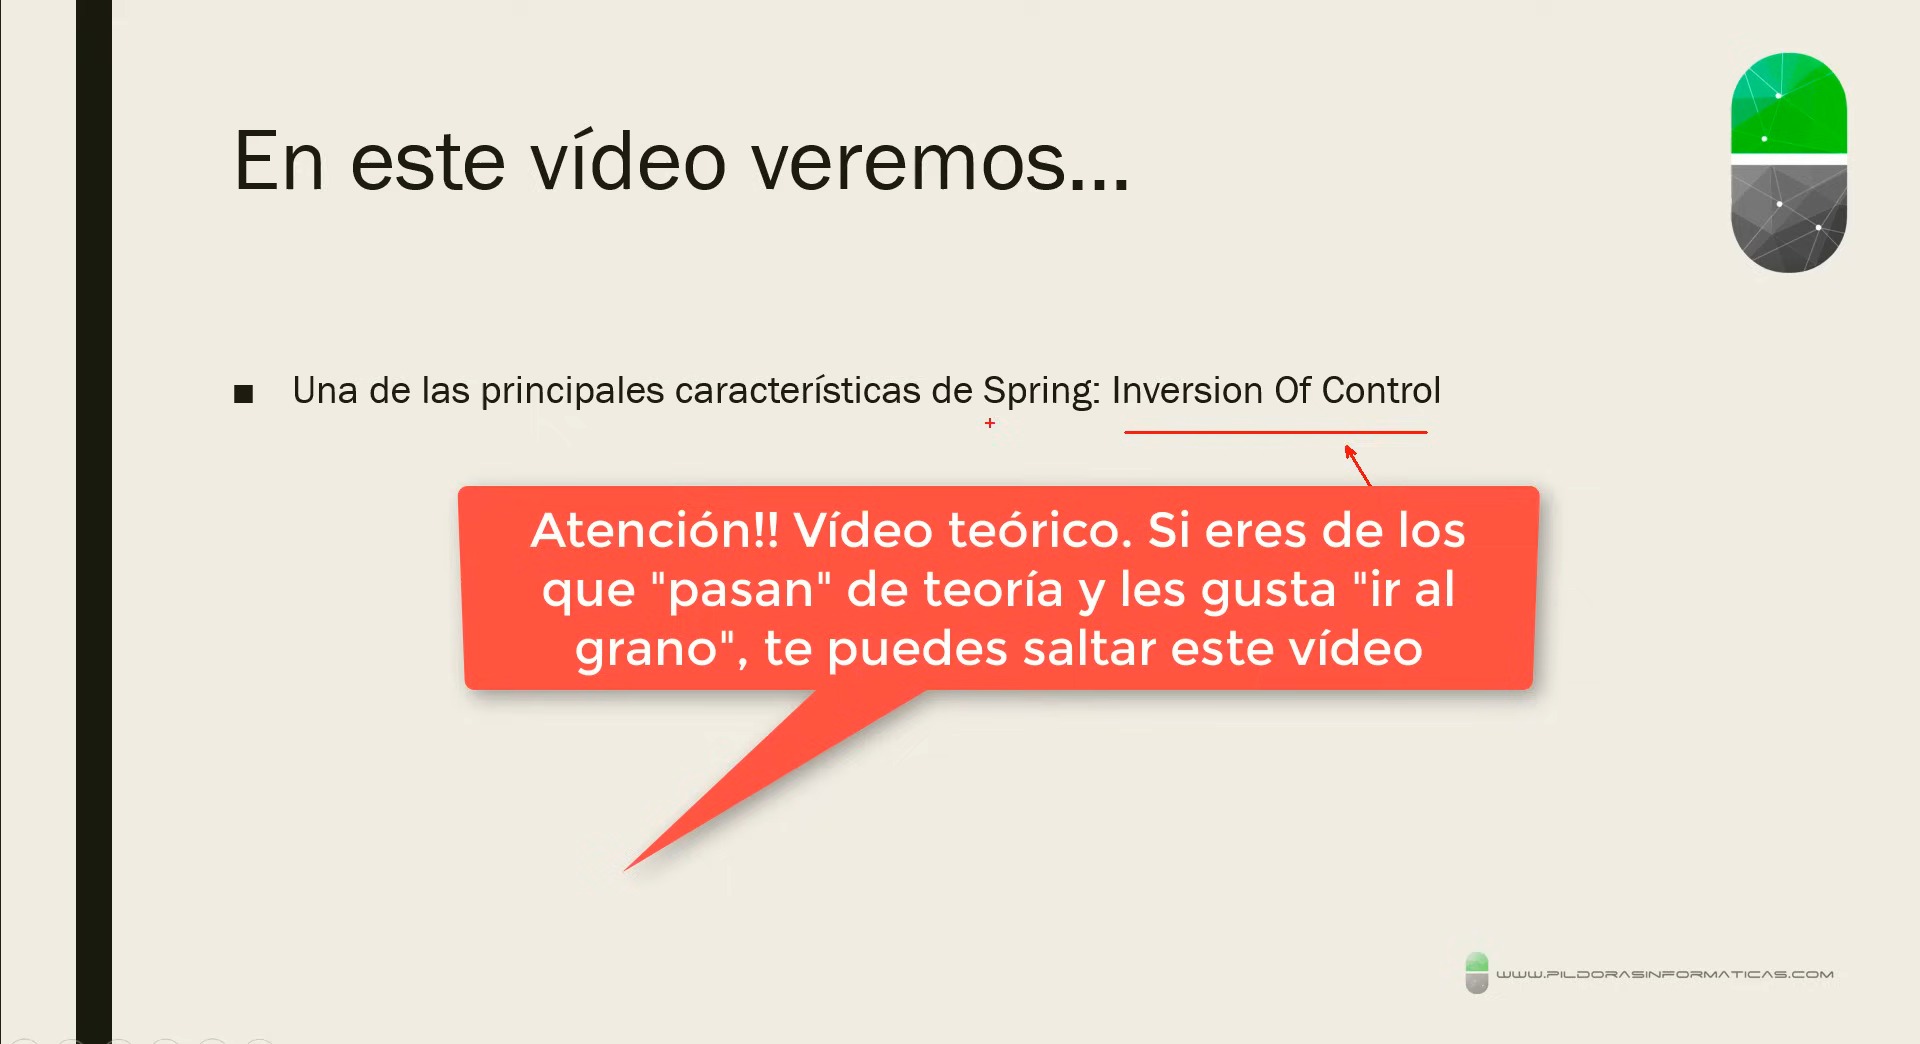 En este vídeo veremos...
■ Una de las principales características de Spring: Inversion Of Control
Atención!! Vídeo teórico. Si eres de los
que "pasan" de teoría y les gusta "ir al
grano", te puedes saltar este vídeo
WWW.PILDORASINFORMATICAS.COM